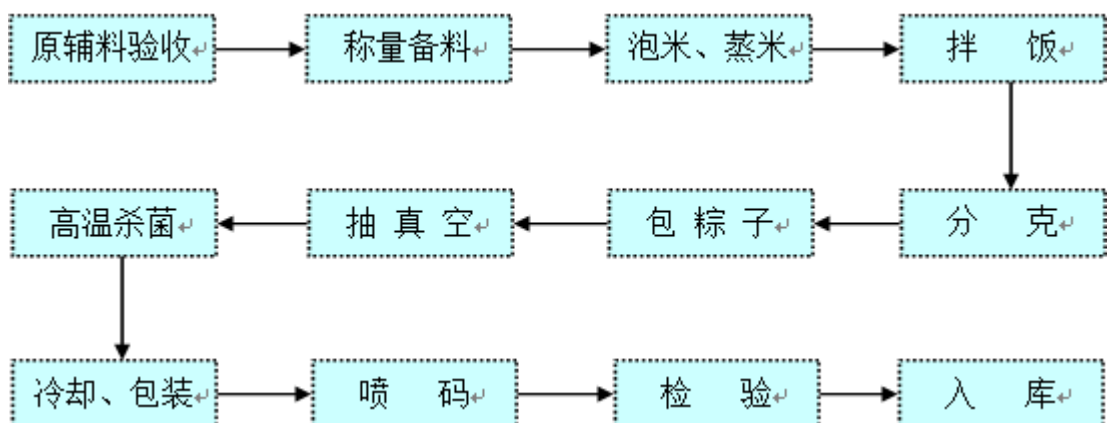 原辅料验收
称量备料
泡米、蒸米
拌 饭
分 克
包 粽 子
抽 真 空
高温杀菌
冷却、包装
喷 码
检 验
入 库